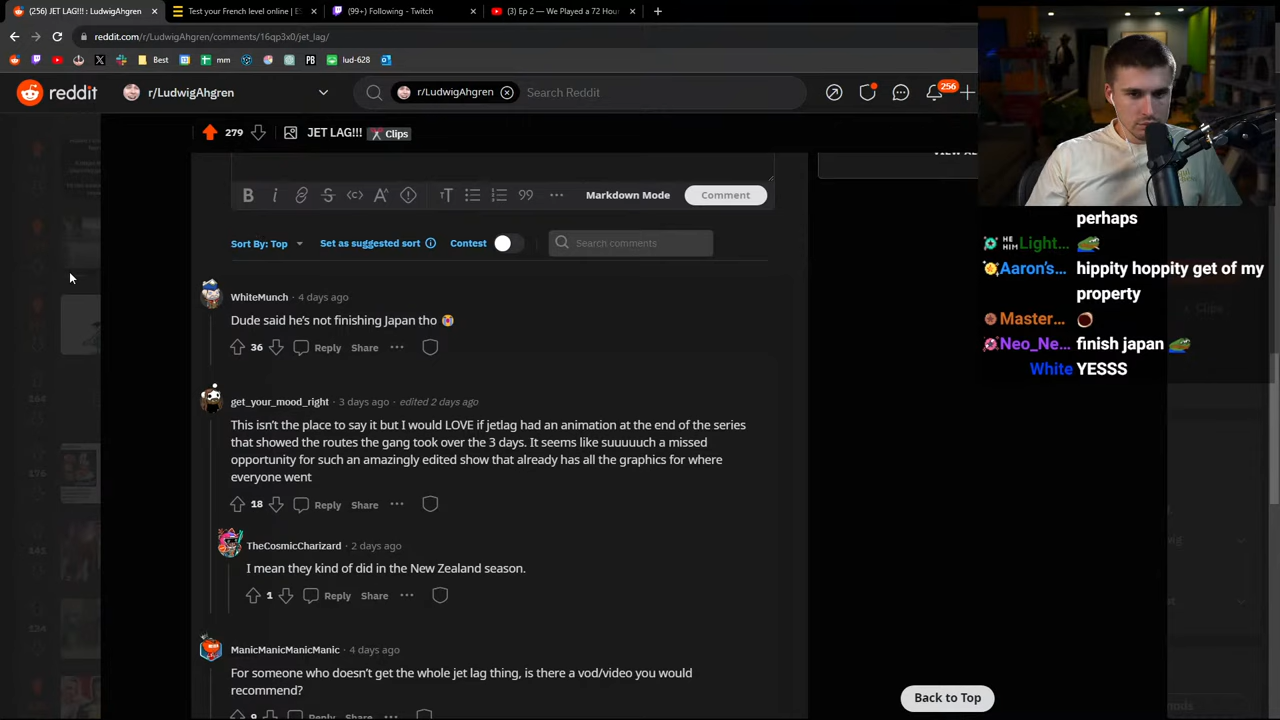 (256) JET LAG!!! : LudwigAhgren
Test your French level online | E
(99+) Following - Twitch
(3) Ep 2 — We Played a 72 Hou
reddit.com/r/LudwigAhgren/comments/16qp3x0/jet_lag/
Best
mm
PB
lud-628
reddit
r/LudwigAhgren
r/LudwigAhgren
Search Reddit
256
279
JET LAG!!!
Clips
Markdown Mode
Comment
perhaps
HE HIM Light...
Aaron's... hippity hoppity get of my
property
Master...
Neo_Ne... finish japan
White YESSS
Sort By: Top
Set as suggested sort
Contest
Search comments
WhiteMunch · 4 days ago
Dude said he's not finishing Japan tho
36 Reply Share
get_your_mood_right · 3 days ago · edited 2 days ago
This isn't the place to say it but I would LOVE if jetlag had an animation at the end of the series
that showed the routes the gang took over the 3 days. It seems like suuuuuch a missed
opportunity for such an amazingly edited show that already has all the graphics for where
everyone went
18 Reply Share
TheCosmicCharizard · 2 days ago
I mean they kind of did in the New Zealand season.
1 Reply Share
ManicManicManicManic · 4 days ago
For someone who doesn't get the whole jet lag thing, is there a vod/video you would
recommend?
9 Reply Share
Back to Top